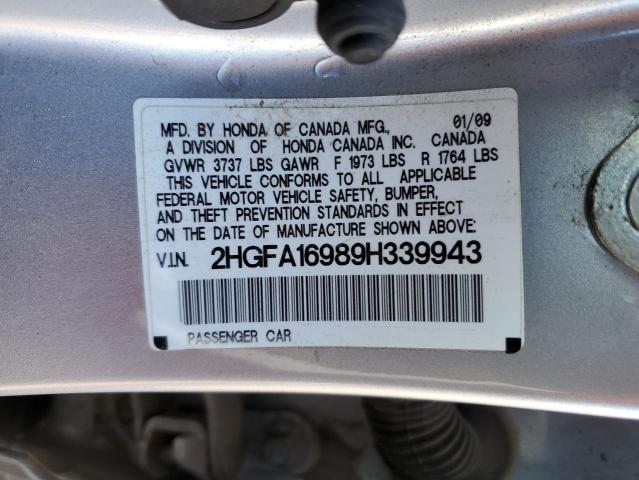 MFD. BY HONDA OF CANADA MFG., 01/09
A DIVISION OF HONDA CANADA INC. CANADA
GVWR 3737 LBS GAWR F 1973 LBS R 1764 LBS
THIS VEHICLE CONFORMS TO ALL APPLICABLE
FEDERAL MOTOR VEHICLE SAFETY, BUMPER,
AND THEFT PREVENTION STANDARDS IN EFFECT
ON THE DATE OF MANUFACTURE SHOWN ABOVE:
V.I.N. 2HGFA16989H339943
PASSENGER CAR